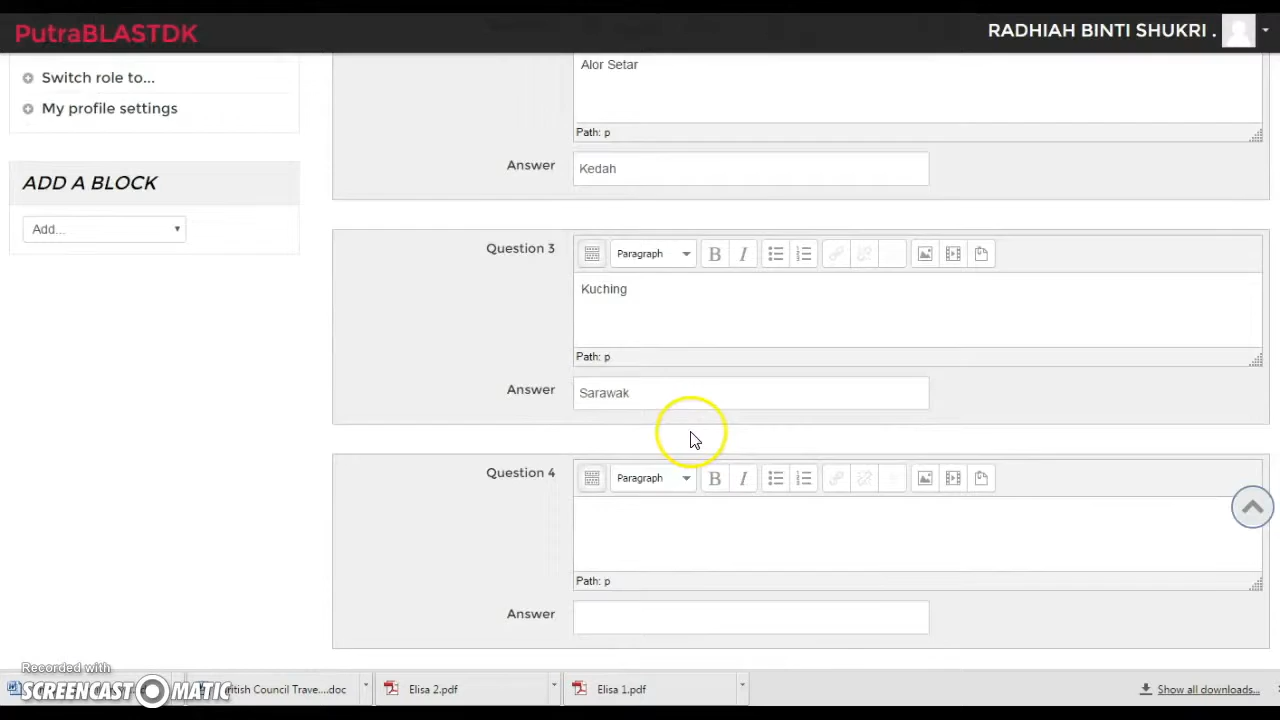 PutraBLASTDK
RADHIAH BINTI SHUKRI .
Switch role to...
My profile settings
ADD A BLOCK
Add...
Alor Setar
Path: p
Answer
Kedah
Question 3
Paragraph
B I
Kuching
Path: p
Answer
Sarawak
Question 4
Paragraph
B I
Path: p
Answer
Recorded with
SCREENCAST MATIC
ritish Council Trave....doc
Elisa 2.pdf
Elisa 1.pdf
Show all downloads...